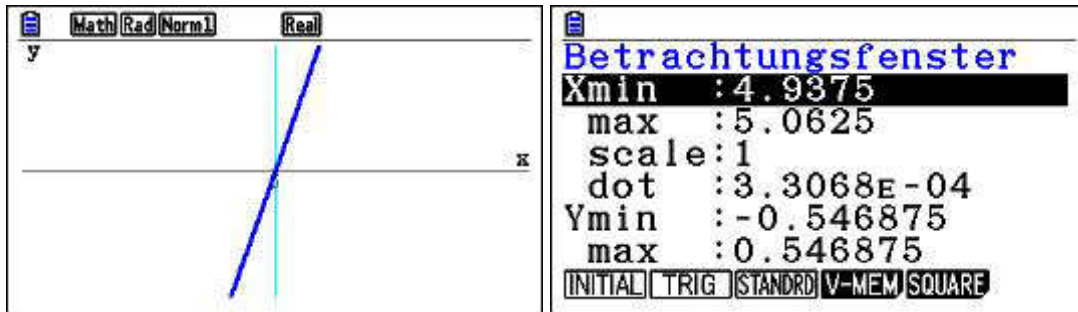 Math Rad Norm1 Real
y
x
Betrachtungsfenster
Xmin :4.9375
max :5.0625
scale:1
dot :3.3068E-04
Ymin :-0.546875
max :0.546875
INITIAL TRIG STANDRD V-MEM SQUARE